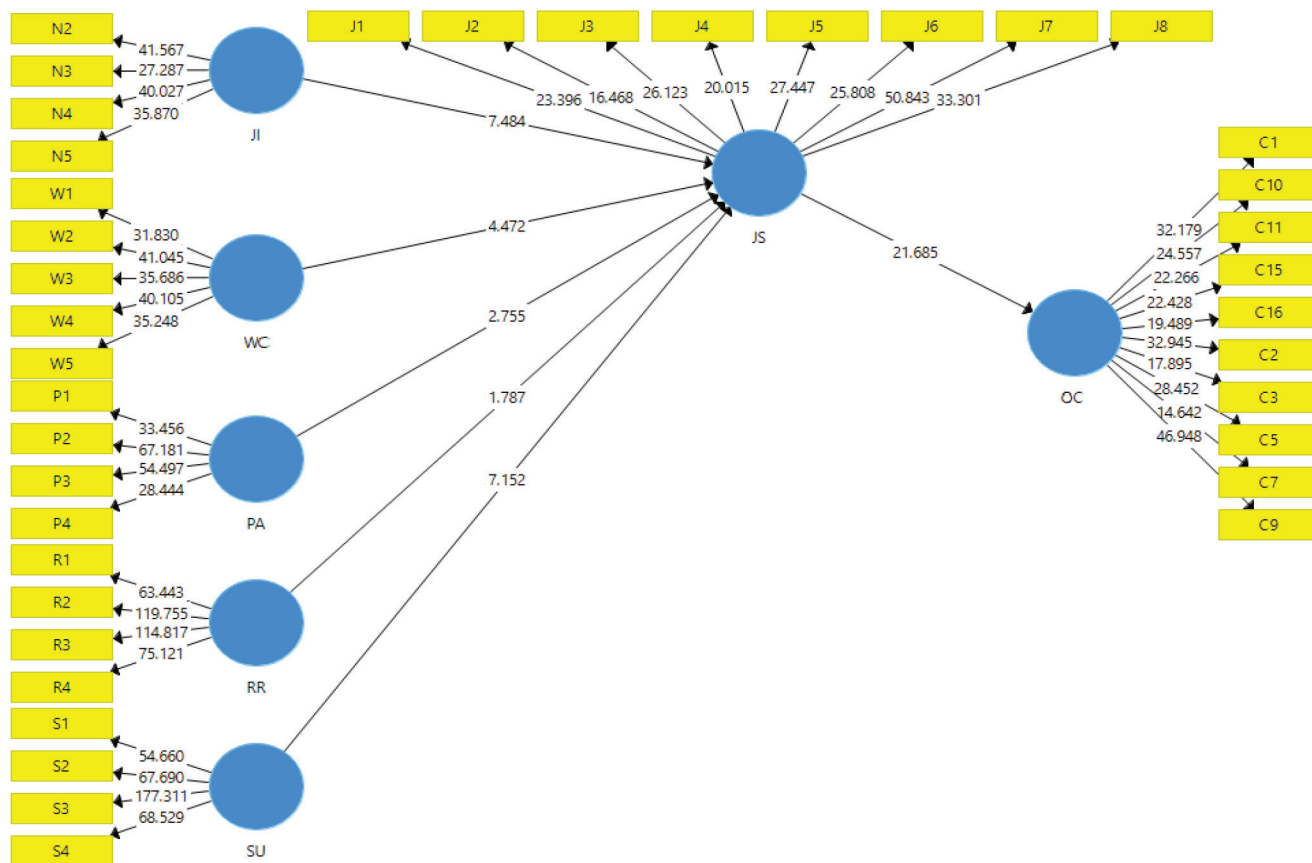 N2
N3
N4
N5
41.567
27.287
40.027
35.870
JI
J1
J2
J3
J4
J5
J6
J7
J8
23.396
16.468
26.123
20.015
27.447
25.808
50.843
33.301
7.484
JS
W1
W2
W3
W4
W5
31.830
41.045
35.686
40.105
35.248
WC
4.472
21.685
C1
C10
C11
C15
C16
C2
C3
C5
C7
C9
32.179
24.557
22.266
22.428
19.489
32.945
17.895
28.452
14.642
46.948
OC
P1
P2
P3
P4
33.456
67.181
54.497
28.444
PA
2.755
R1
R2
R3
R4
63.443
119.755
114.817
75.121
RR
1.787
S1
S2
S3
S4
54.660
67.690
177.311
68.529
SU
7.152